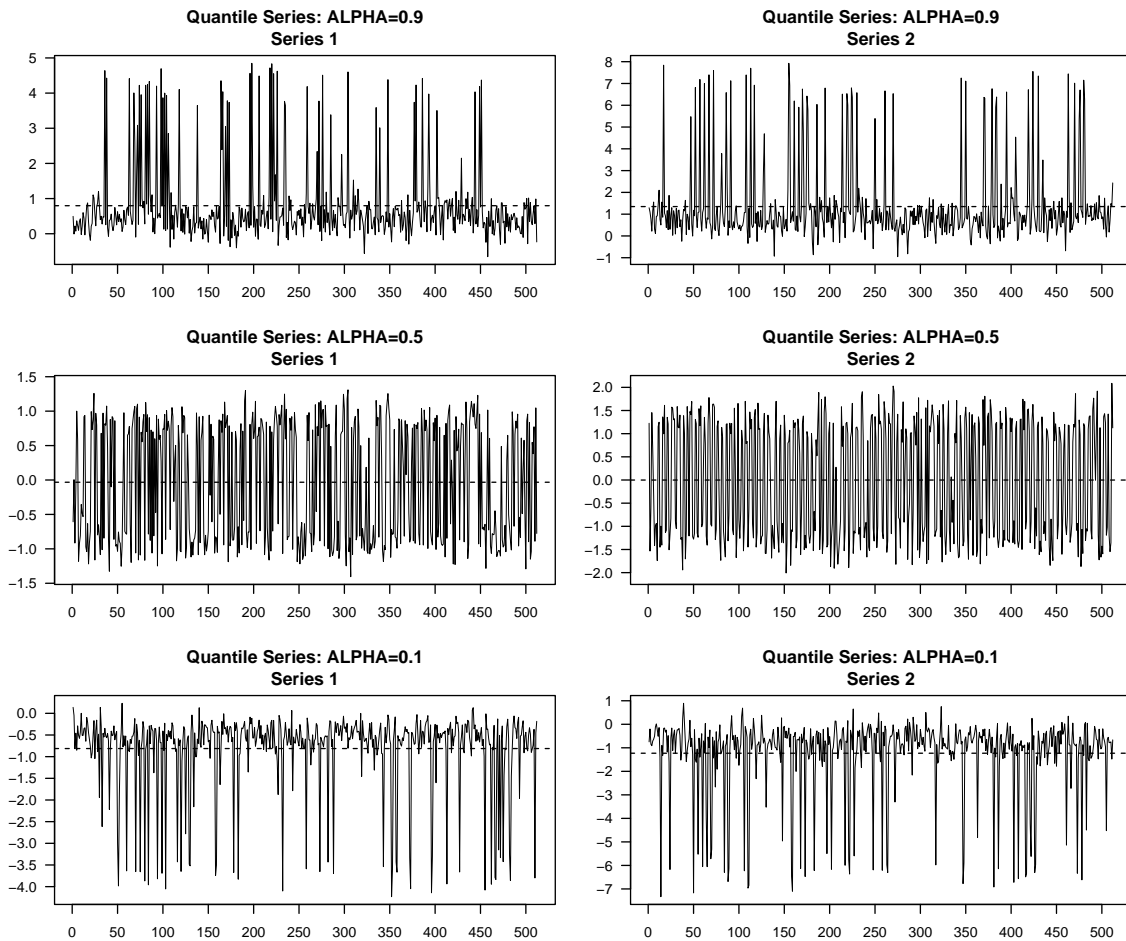 Quantile Series: ALPHA=0.9
Series 1
5
4
3
2
1
0
0 50 100 150 200 250 300 350 400 450 500
Quantile Series: ALPHA=0.9
Series 2
8
7
6
5
4
3
2
1
0
−1
0 50 100 150 200 250 300 350 400 450 500
Quantile Series: ALPHA=0.5
Series 1
1.5
1.0
0.5
0.0
−0.5
−1.0
−1.5
0 50 100 150 200 250 300 350 400 450 500
Quantile Series: ALPHA=0.5
Series 2
2.0
1.5
1.0
0.5
0.0
−0.5
−1.0
−1.5
−2.0
0 50 100 150 200 250 300 350 400 450 500
Quantile Series: ALPHA=0.1
Series 1
0.0
−0.5
−1.0
−1.5
−2.0
−2.5
−3.0
−3.5
−4.0
0 50 100 150 200 250 300 350 400 450 500
Quantile Series: ALPHA=0.1
Series 2
1
0
−1
−2
−3
−4
−5
−6
−7
0 50 100 150 200 250 300 350 400 450 500